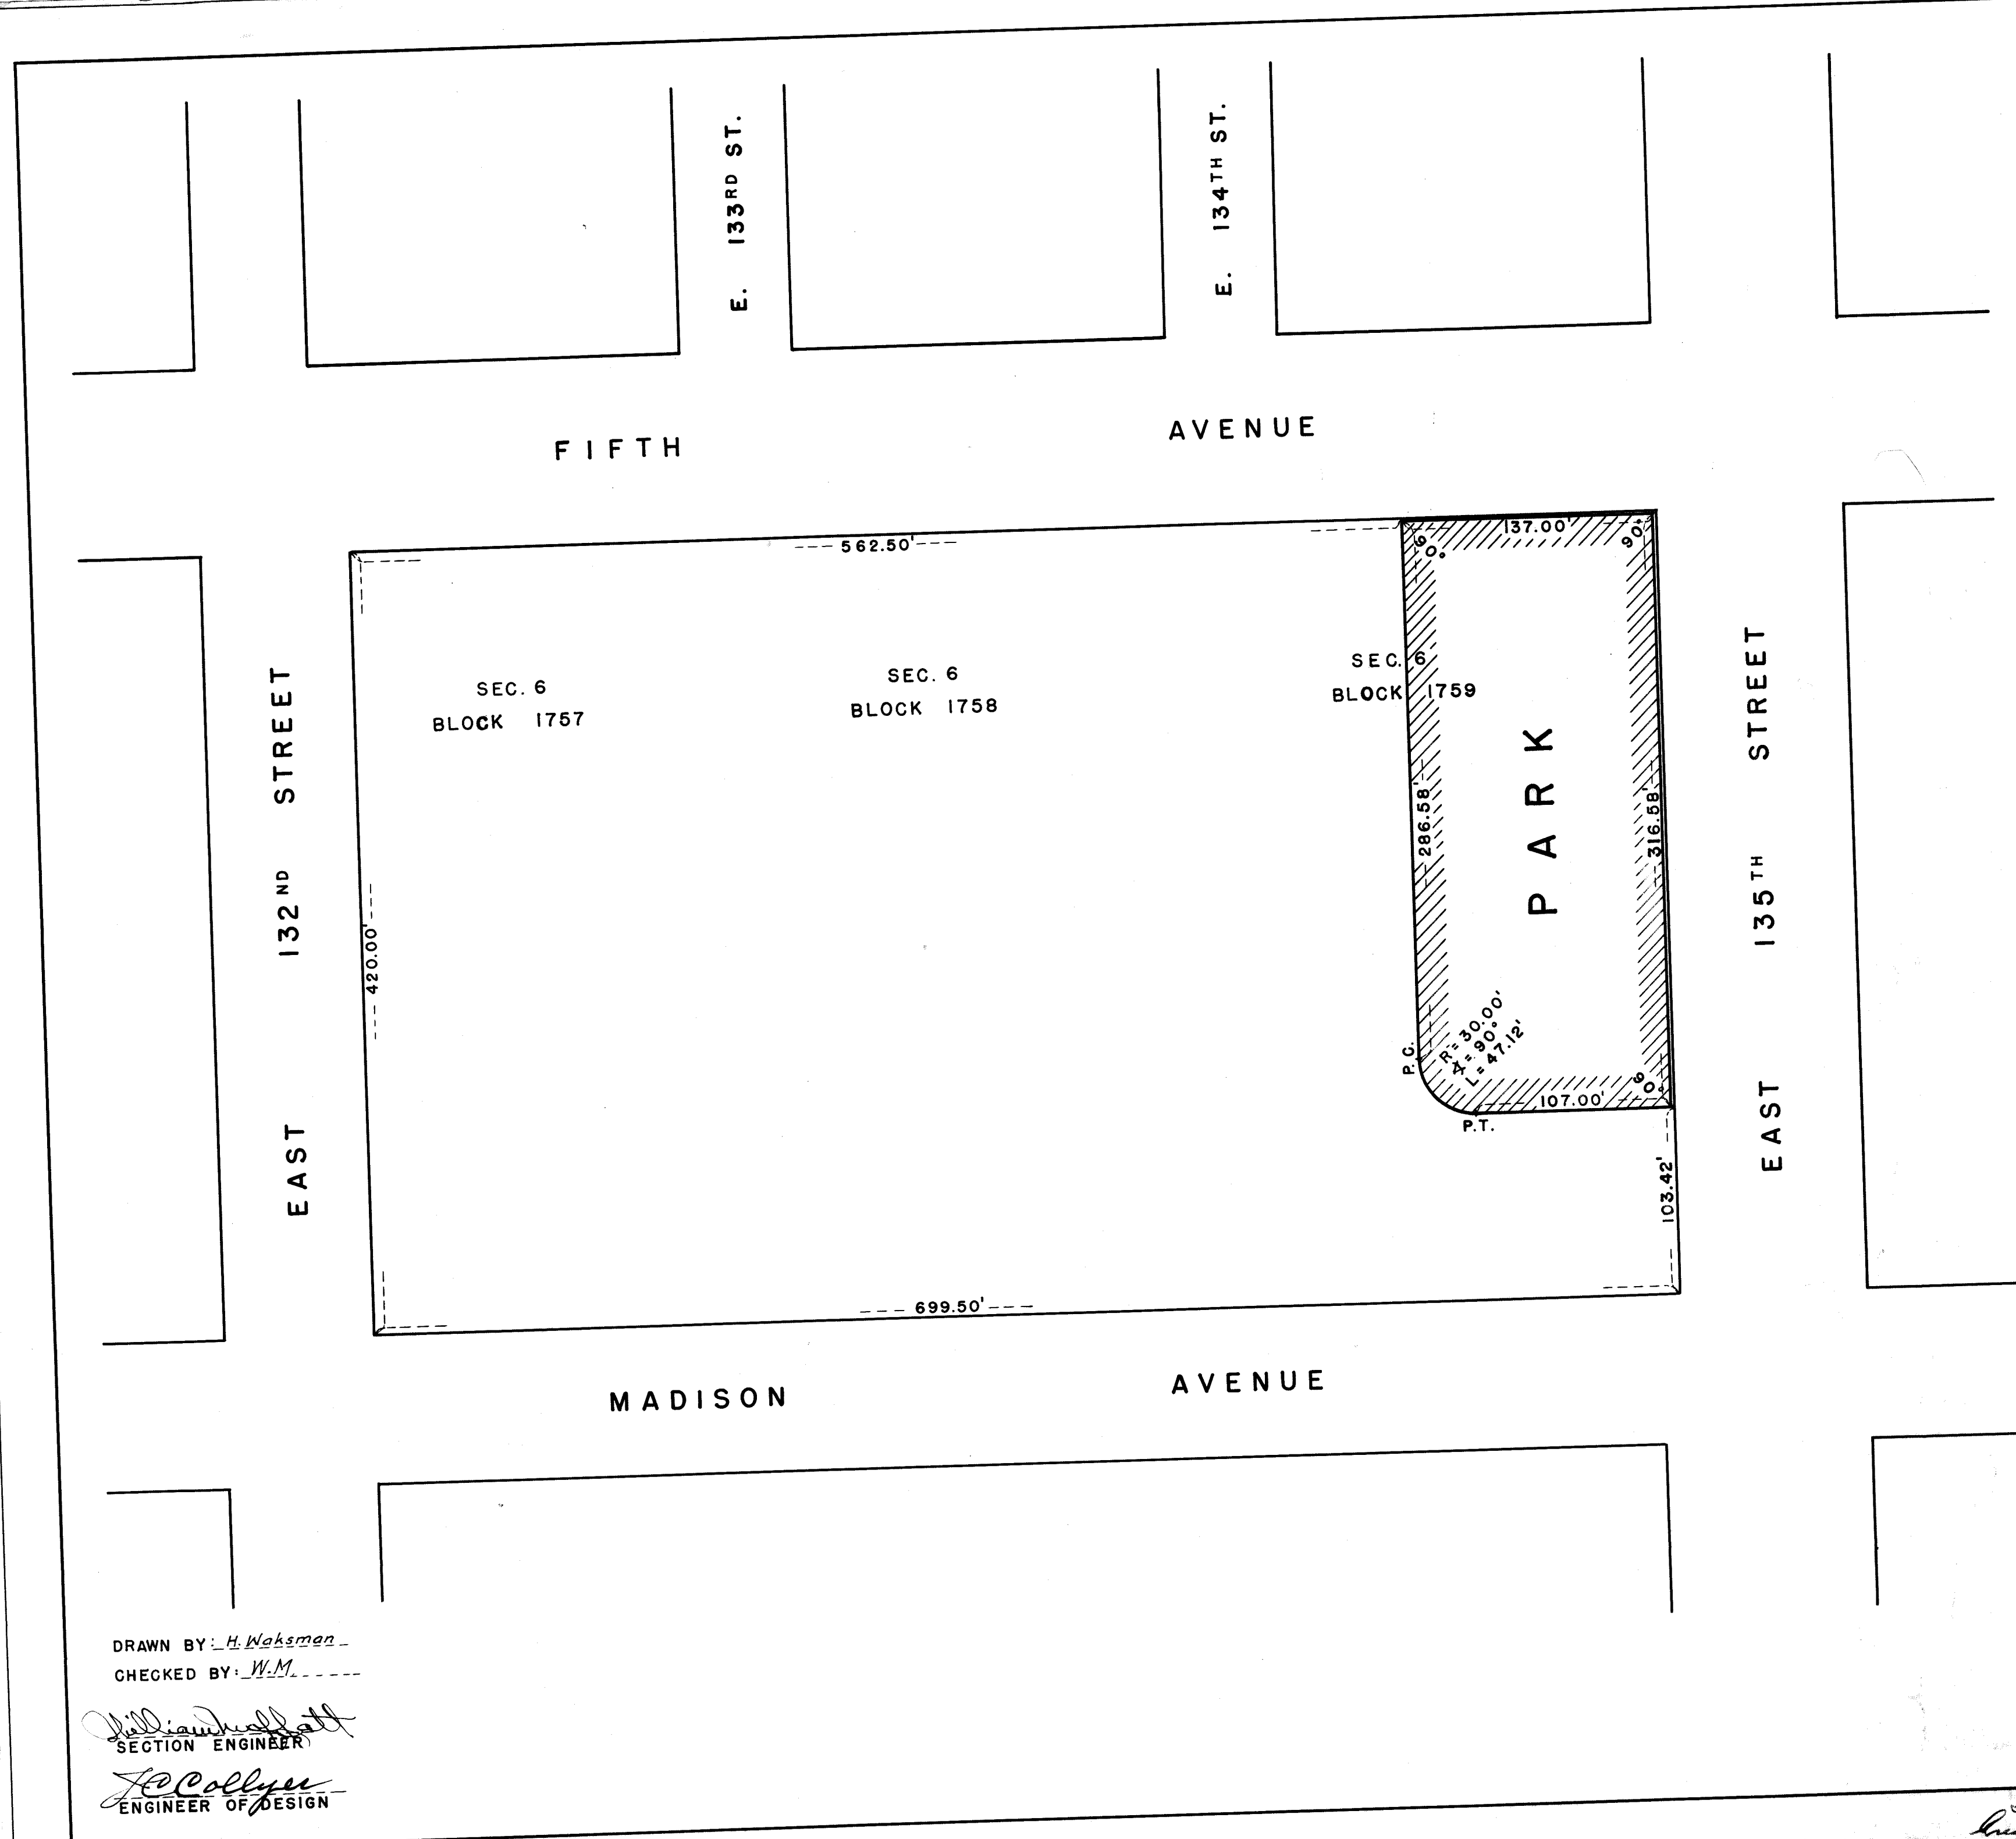 E. 133RD ST.
E. 134TH ST.
FIFTH AVENUE
562.50'
137.00'
90°
90°
SEC. 6
BLOCK 1757
SEC. 6
BLOCK 1758
SEC. 6
BLOCK 1759
EAST 132ND STREET
420.00'
286.58'
PARK
316.58'
EAST 135TH STREET
R = 30.00'
∡ = 90°
L = 47.12'
P.C.
90°
107.00'
P.T.
103.42'
699.50'
MADISON AVENUE
DRAWN BY: H. Waksman
CHECKED BY: W.M.
William Moffatt
SECTION ENGINEER
J C Collyer
ENGINEER OF DESIGN